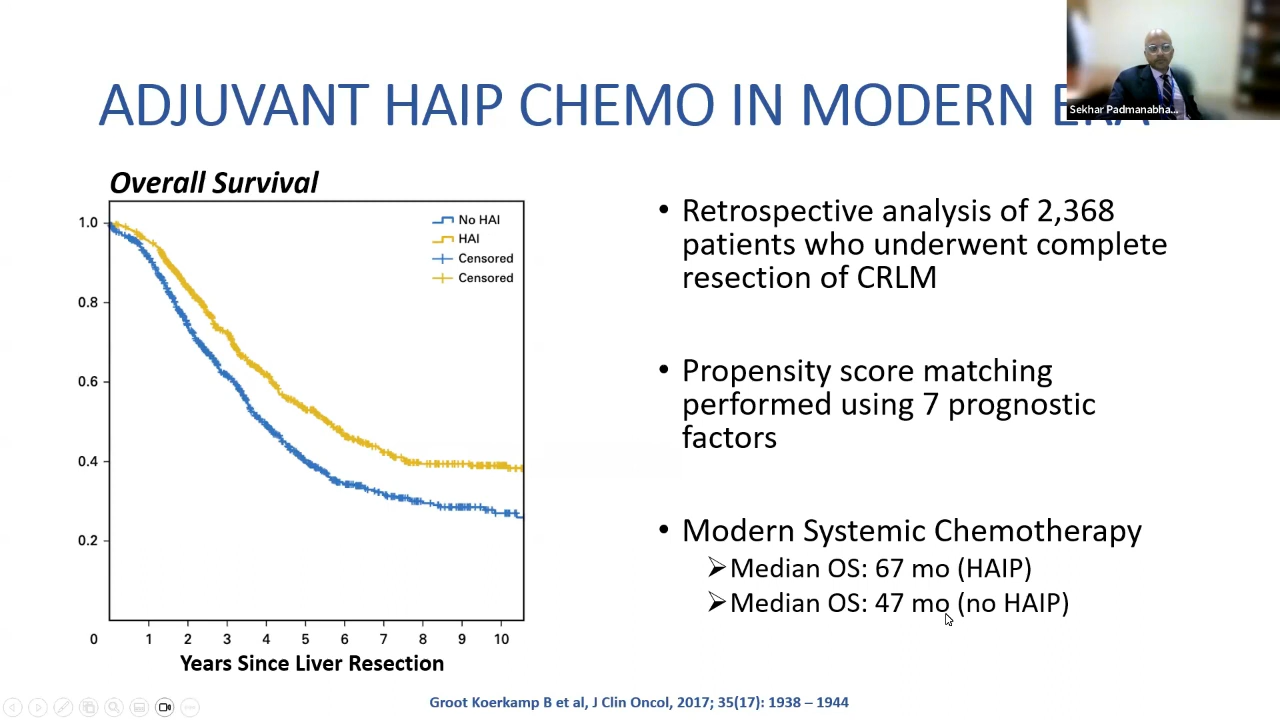 ADJUVANT HAIP CHEMO IN MODERN ERA
Sekhar Padmanabha...
Overall Survival
1.0
0.8
0.6
0.4
0.2
No HAI
HAI
Censored
Censored
0 1 2 3 4 5 6 7 8 9 10
Years Since Liver Resection
• Retrospective analysis of 2,368
patients who underwent complete
resection of CRLM
• Propensity score matching
performed using 7 prognostic
factors
• Modern Systemic Chemotherapy
➢Median OS: 67 mo (HAIP)
➢Median OS: 47 mo (no HAIP)
Groot Koerkamp B et al, J Clin Oncol, 2017; 35(17): 1938 – 1944